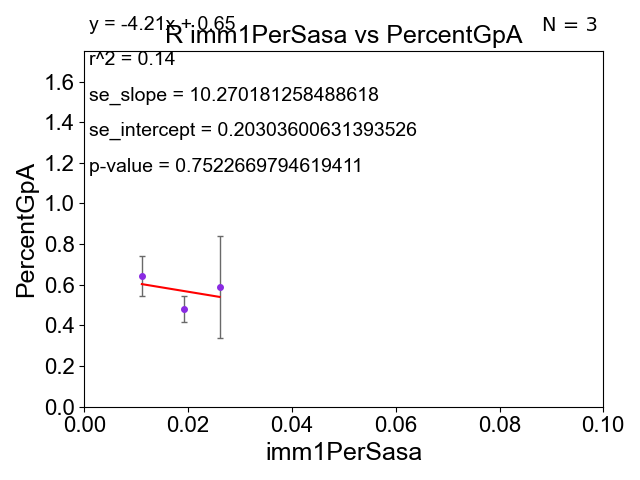 y = -4.21x + 0.65
N = 3
R imm1PerSasa vs PercentGpA
r^2 = 0.14
se_slope = 10.270181258488618
se_intercept = 0.20303600631393526
p-value = 0.7522669794619411
1.6
1.4
1.2
1.0
0.8
0.6
0.4
0.2
0.0
PercentGpA
0.00 0.02 0.04 0.06 0.08 0.10
imm1PerSasa